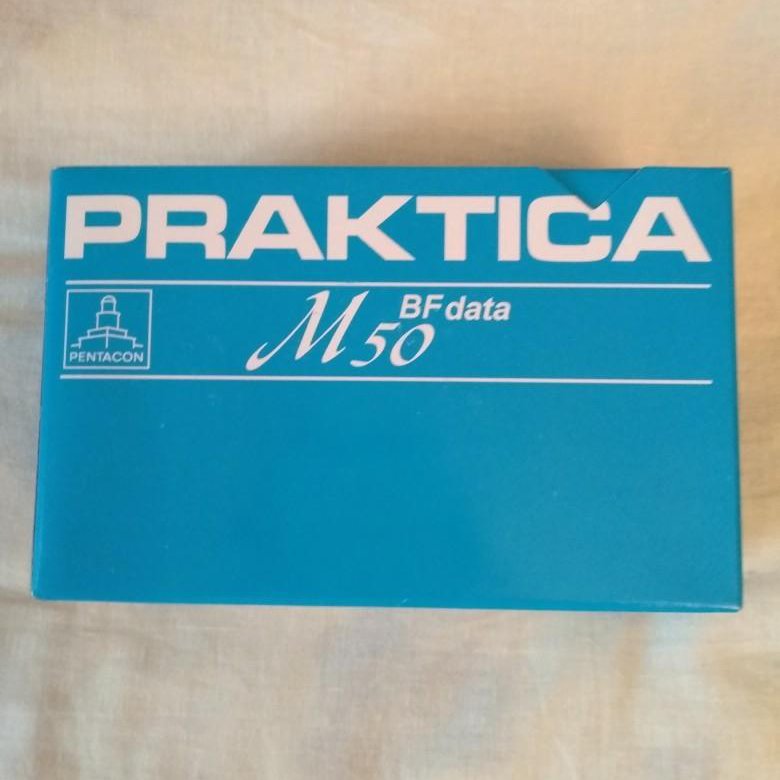 PRAKTICA
BF data
M50
PENTACON